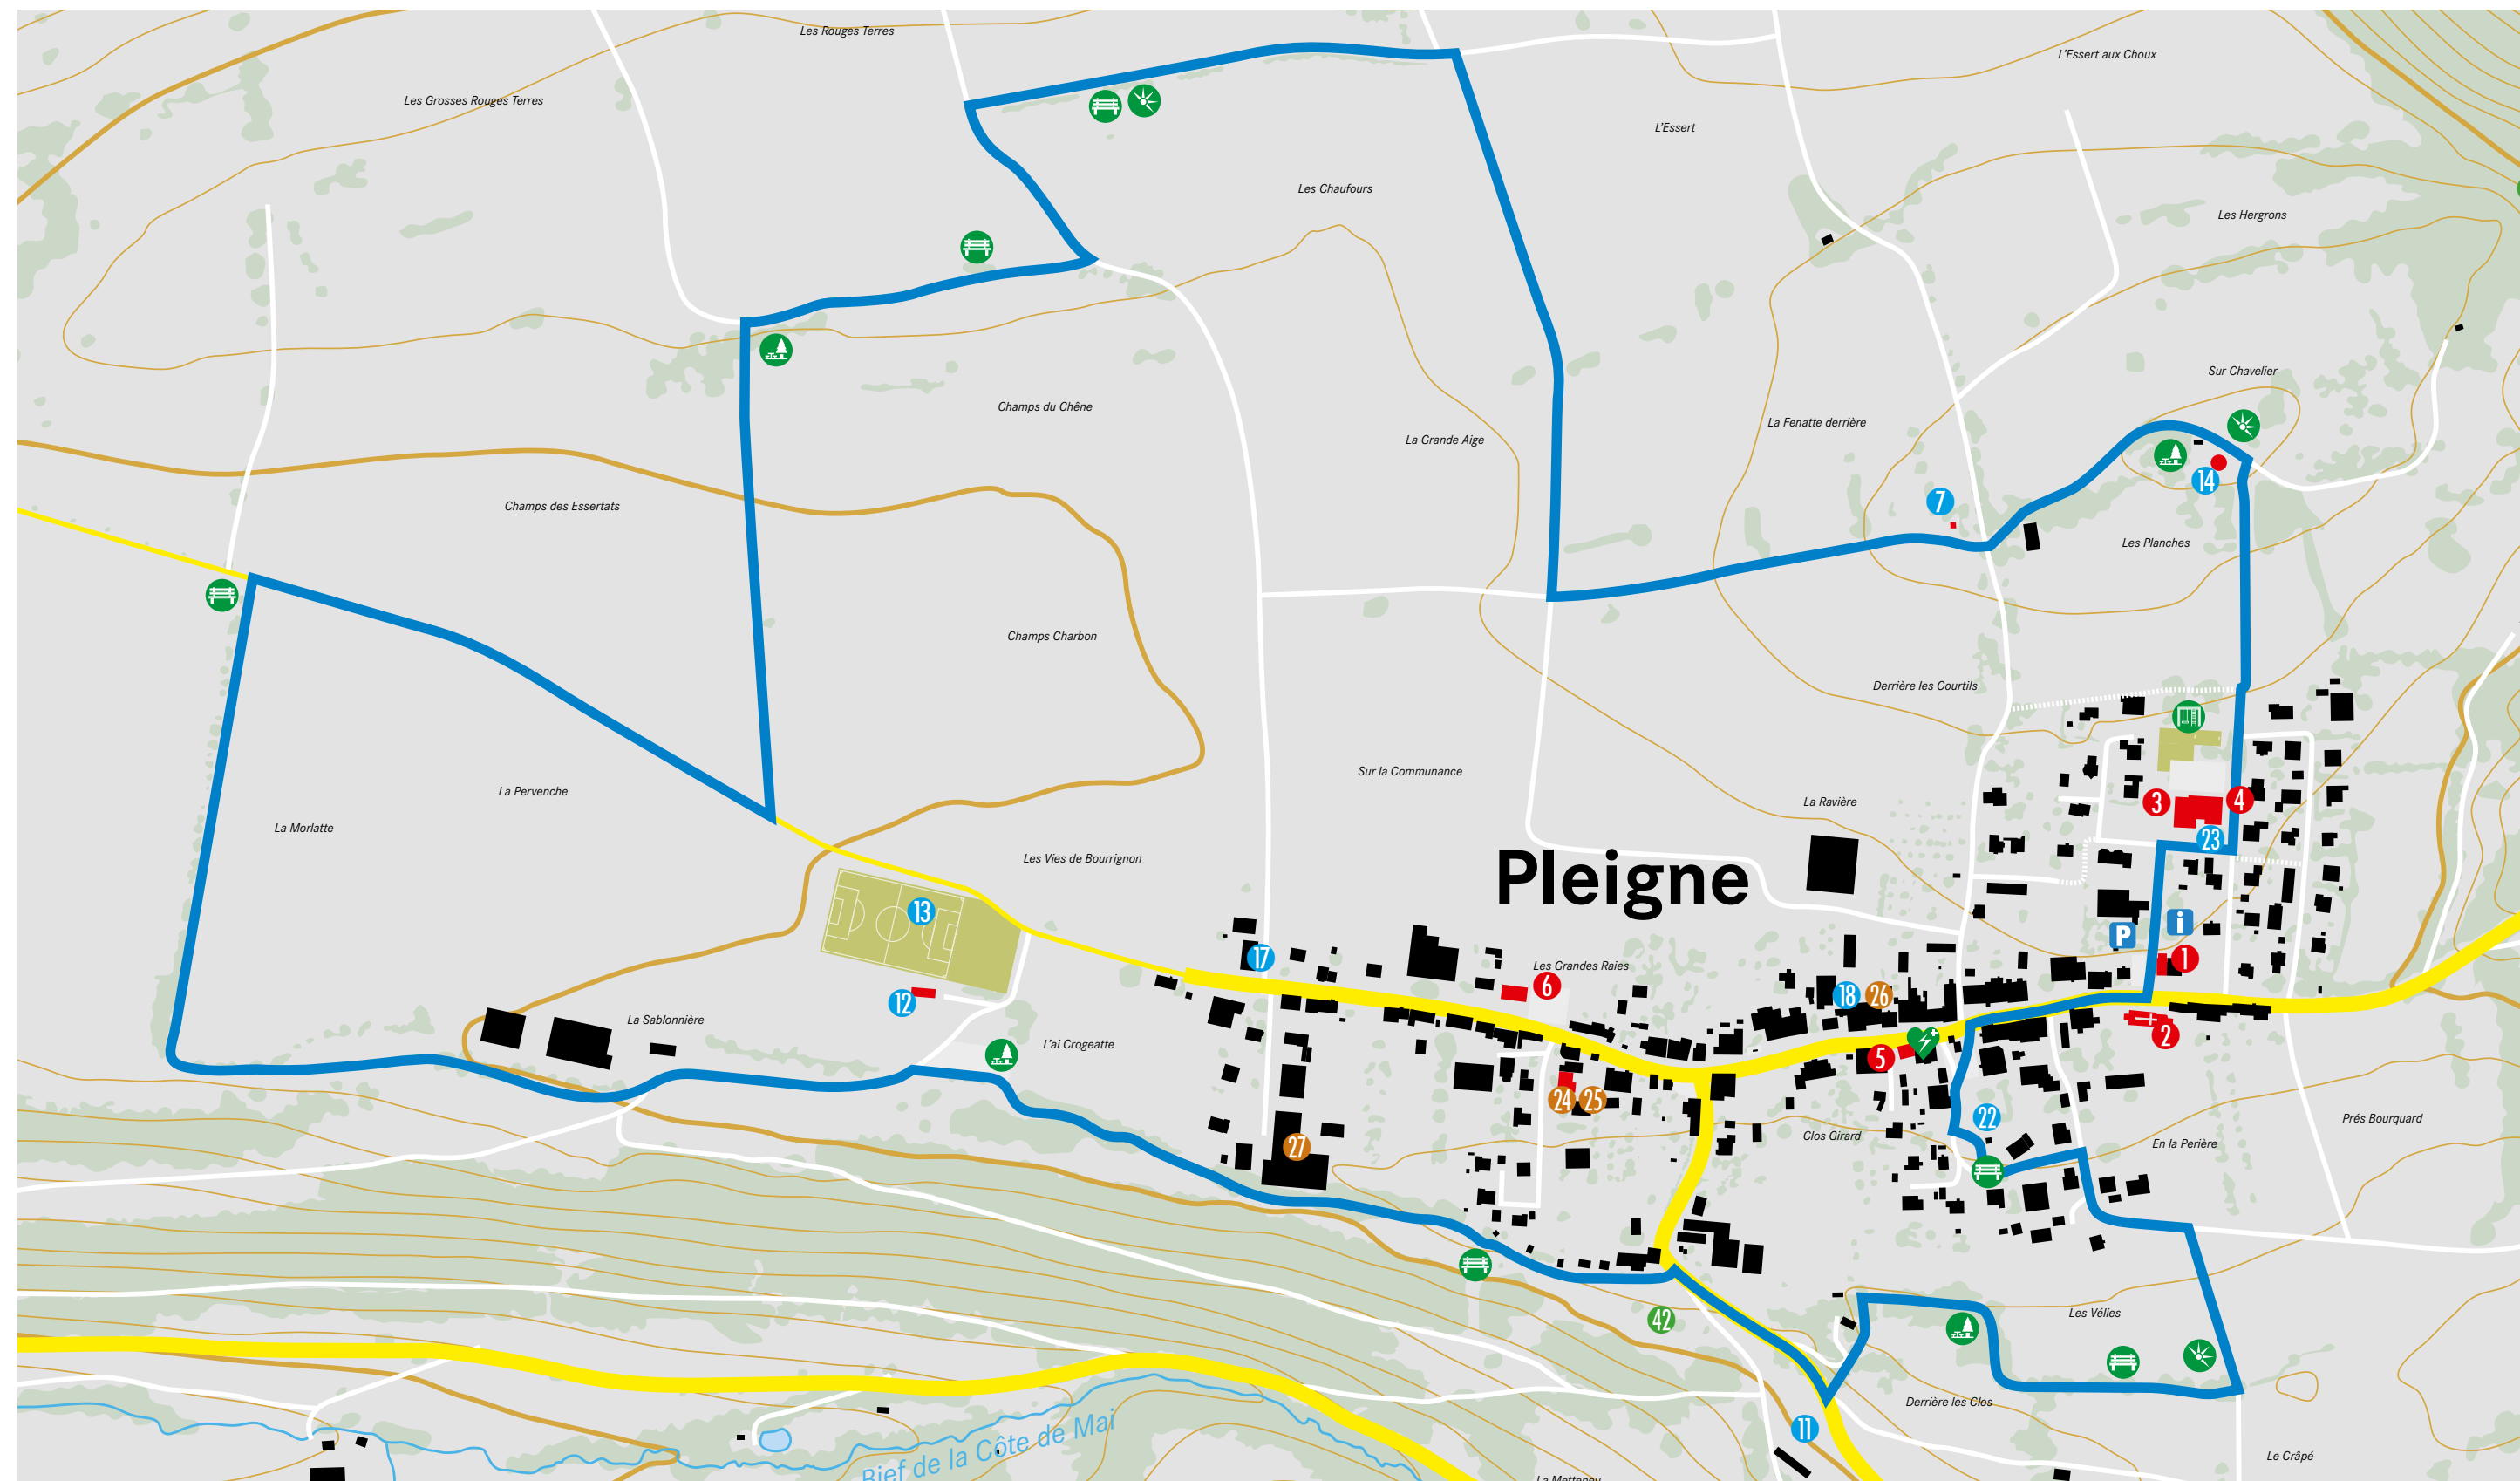 Les Rouges Terres
L'Essert aux Choux
Les Grosses Rouges Terres
L'Essert
Les Chaufours
Les Hergrons
Sur Chavelier
Champs du Chêne
La Fenatte derrière
La Grande Aige
14
7
Champs des Essertats
Les Planches
Champs Charbon
Derrière les Courtils
Sur la Communance
La Pervenche
La Ravière
3
4
La Morlatte
23
Les Vies de Bourrignon
Pleigne
13
i
P
17
1
Les Grandes Raies
6
18
26
12
La Sablonnière
2
L'ai Crogeatte
5
24
25
22
Prés Bourquard
Clos Girard
En la Perière
27
42
Les Vélies
Derrière les Clos
11
Bief de la Côte de Mai
Le Crâpé
La Metteney